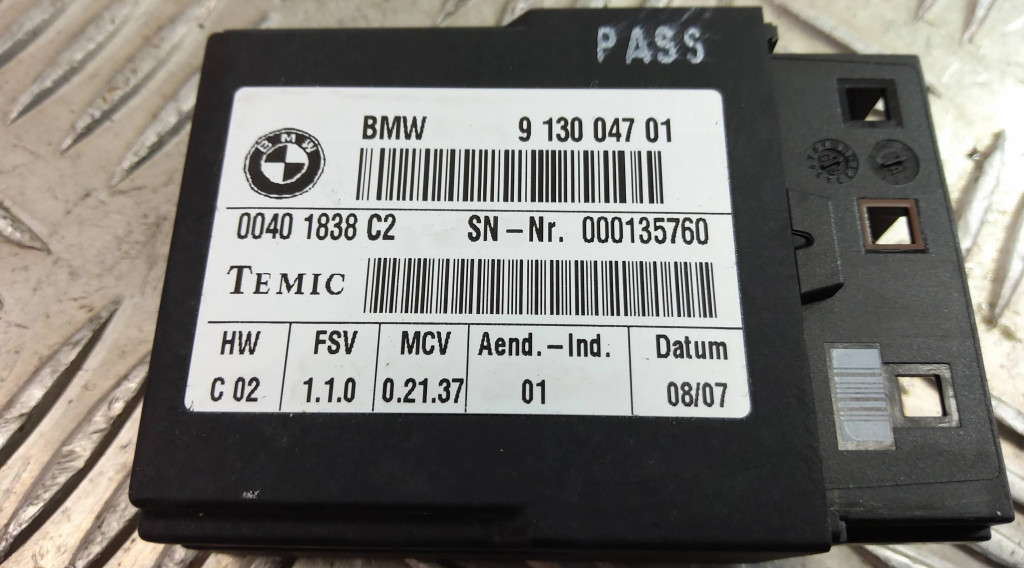 PASS
BMW 9 130 047 01
BMW
0040 1838 C2 SN-Nr. 000135760
TEMIC
HW FSV MCV Aend.-Ind. Datum
C 02 1.1.0 0.21.37 01 08/07